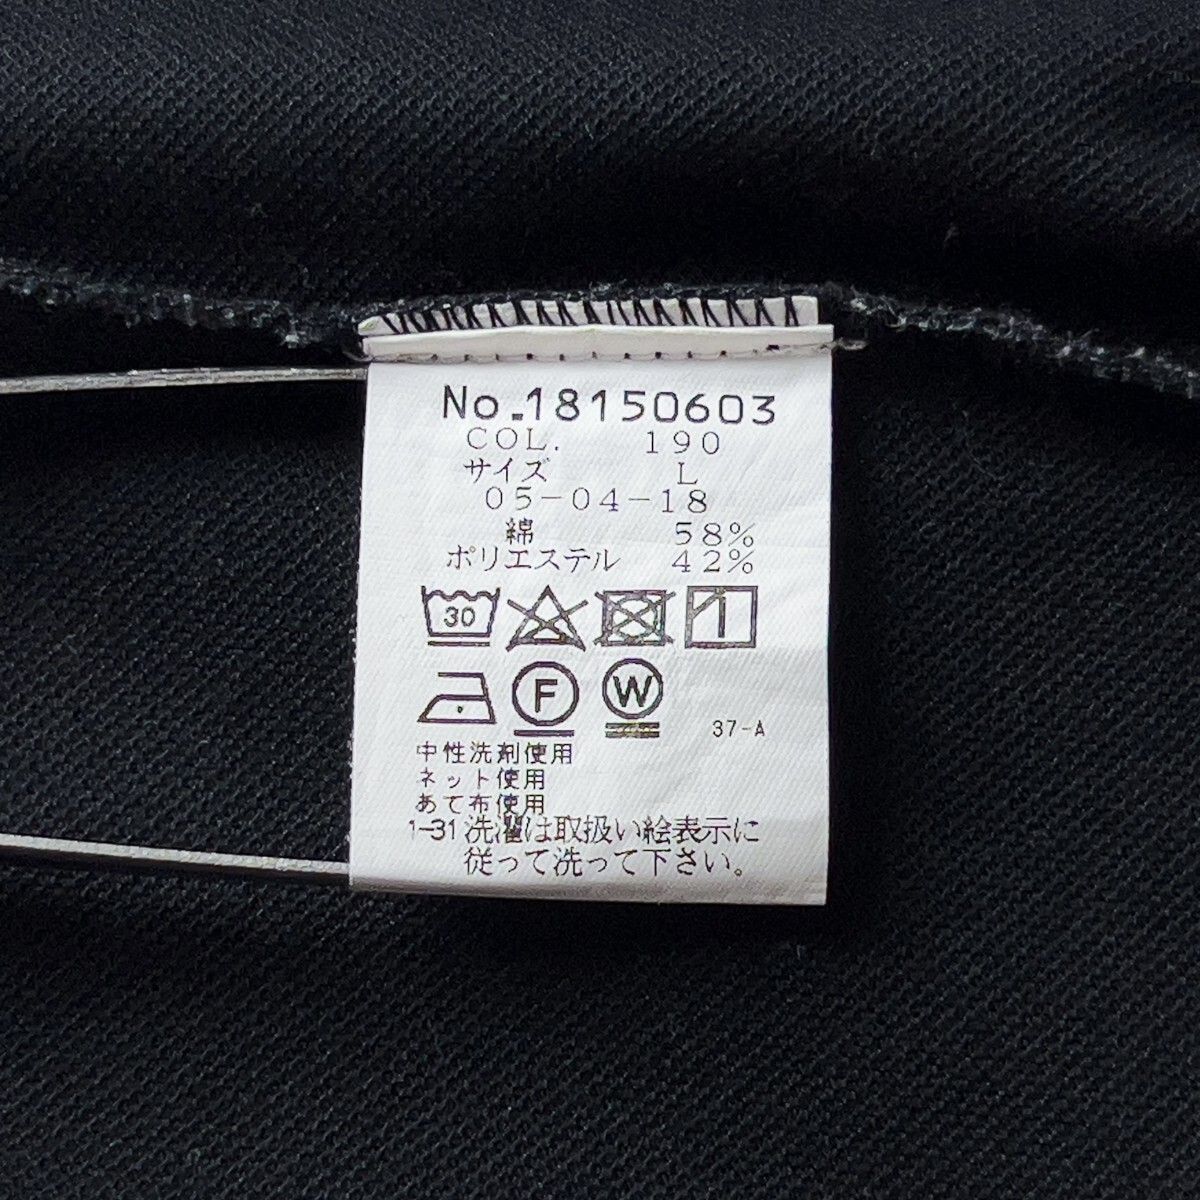 No.18150603
COL. 190
サイズ L
05-04-18
綿 58%
ポリエステル 42%
30
F W 37-A
中性洗剤使用
ネット使用
あて布使用
1-31 洗濯は取扱い絵表示に
従って洗って下さい。